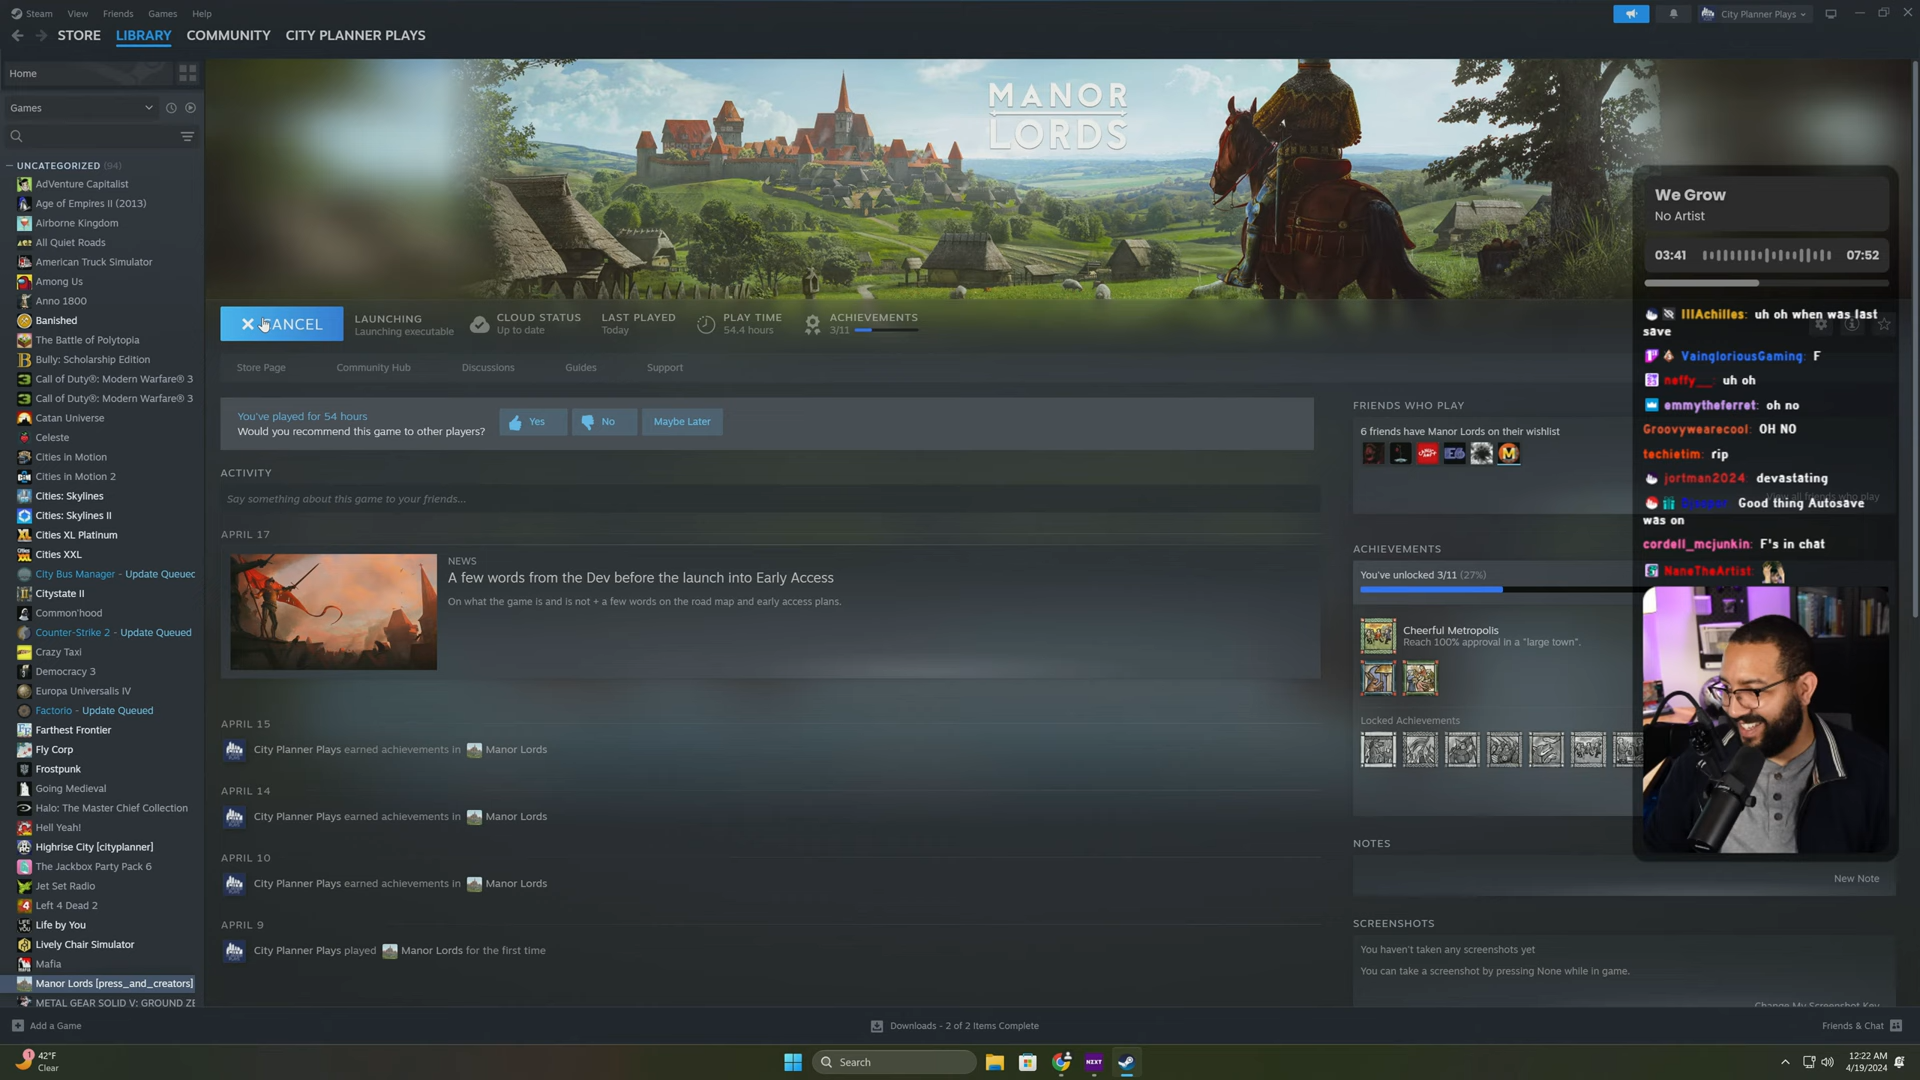 Steam
View
Friends
Games
Help
City Planner Plays
STORE
LIBRARY
COMMUNITY
CITY PLANNER PLAYS
Home
Games
UNCATEGORIZED (94)
AdVenture Capitalist
Age of Empires II (2013)
Airborne Kingdom
All Quiet Roads
American Truck Simulator
Among Us
Anno 1800
Banished
The Battle of Polytopia
Bully: Scholarship Edition
Call of Duty®: Modern Warfare® 3
Call of Duty®: Modern Warfare® 3
Catan Universe
Celeste
Cities in Motion
Cities in Motion 2
Cities: Skylines
Cities: Skylines II
Cities XL Platinum
Cities XXL
City Bus Manager - Update Queued
Citystate II
Common'hood
Counter-Strike 2 - Update Queued
Crazy Taxi
Democracy 3
Europa Universalis IV
Factorio - Update Queued
Farthest Frontier
Fly Corp
Frostpunk
Going Medieval
Halo: The Master Chief Collection
Hell Yeah!
Highrise City [cityplanner]
The Jackbox Party Pack 6
Jet Set Radio
Left 4 Dead 2
Life by You
Lively Chair Simulator
Mafia
Manor Lords [press_and_creators]
METAL GEAR SOLID V: GROUND ZE
Add a Game
MANOR
LORDS
CANCEL
LAUNCHING
Launching executable
CLOUD STATUS
Up to date
LAST PLAYED
Today
PLAY TIME
54.4 hours
ACHIEVEMENTS
3/11
Store Page
Community Hub
Discussions
Guides
Support
You've played for 54 hours
Would you recommend this game to other players?
Yes
No
Maybe Later
ACTIVITY
Say something about this game to your friends...
APRIL 17
NEWS
A few words from the Dev before the launch into Early Access
On what the game is and is not + a few words on the road map and early access plans.
APRIL 15
City Planner Plays earned achievements in Manor Lords
APRIL 14
City Planner Plays earned achievements in Manor Lords
APRIL 10
City Planner Plays earned achievements in Manor Lords
APRIL 9
City Planner Plays played Manor Lords for the first time
FRIENDS WHO PLAY
6 friends have Manor Lords on their wishlist
View all friends who play
ACHIEVEMENTS
You've unlocked 3/11 (27%)
Cheerful Metropolis
Reach 100% approval in a "large town".
Locked Achievements
NOTES
New Note
SCREENSHOTS
You haven't taken any screenshots yet
You can take a screenshot by pressing None while in game.
Change My Screenshot Key
We Grow
No Artist
03:41
07:52
IIIAchilles: uh oh when was last
save
VaingloriousGaming: F
neffy__: uh oh
emmytheferret: oh no
Groovywearecool: OH NO
techietim: rip
jortman2024: devastating
Good thing Autosave
was on
cordell_mcjunkin: F's in chat
NaneTheArtist:
Downloads - 2 of 2 Items Complete
Friends & Chat
1
42°F
Clear
Search
NIXT
12:22 AM
4/19/2024